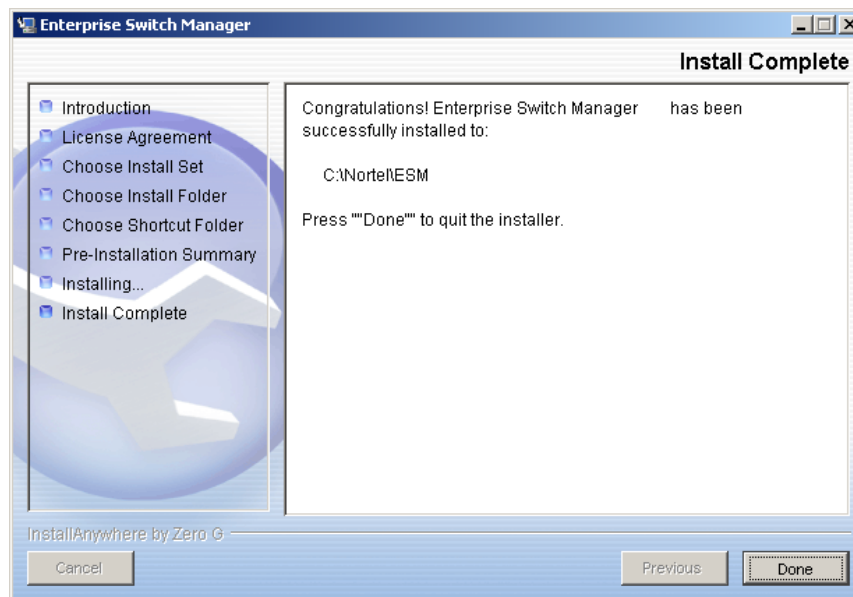 Enterprise Switch Manager
Install Complete
Introduction
License Agreement
Choose Install Set
Choose Install Folder
Choose Shortcut Folder
Pre-Installation Summary
Installing...
Install Complete
Congratulations! Enterprise Switch Manager has been
successfully installed to:
C:\Nortel\ESM
Press ""Done"" to quit the installer.
InstallAnywhere by Zero G
Cancel
Previous
Done